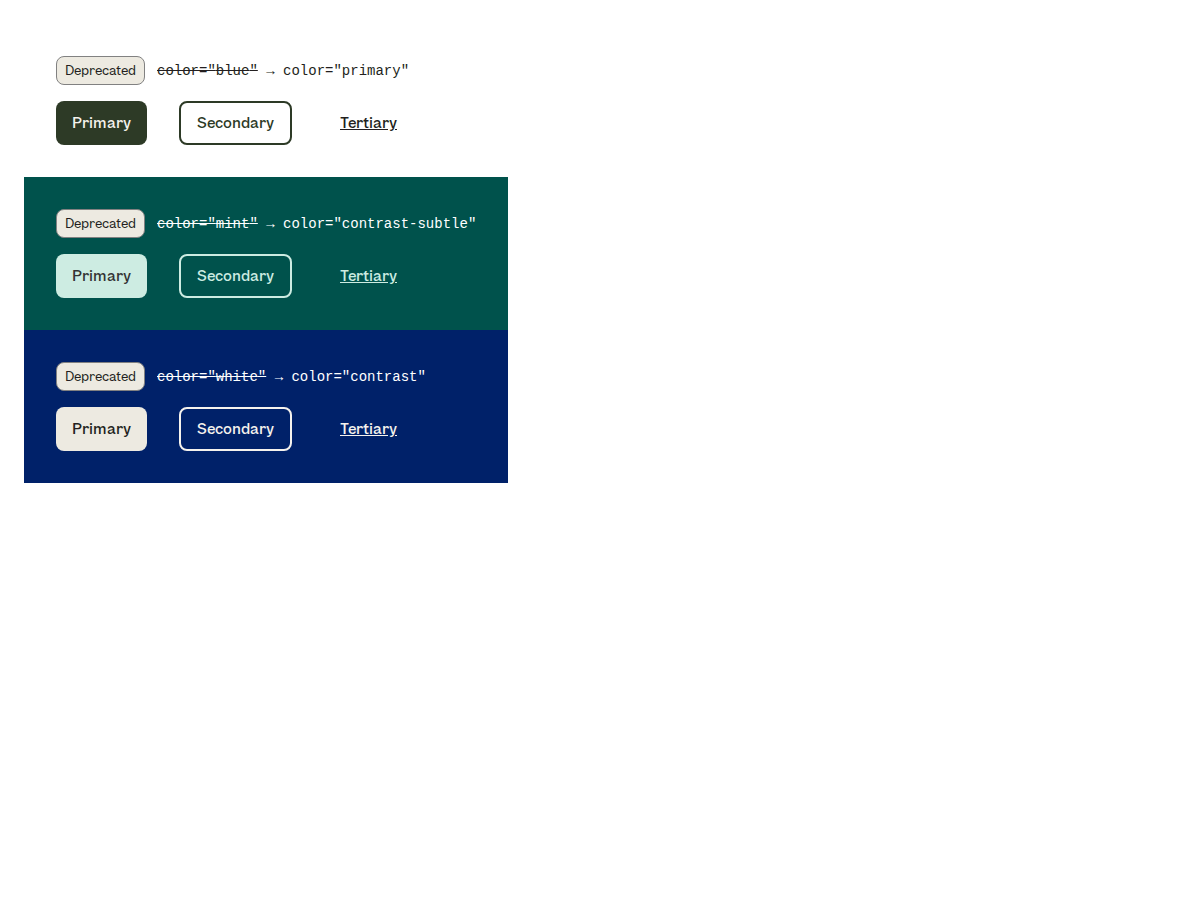 Deprecated color="blue" → color="primary"
Primary Secondary Tertiary
Deprecated color="mint" → color="contrast-subtle"
Primary Secondary Tertiary
Deprecated color="white" → color="contrast"
Primary Secondary Tertiary